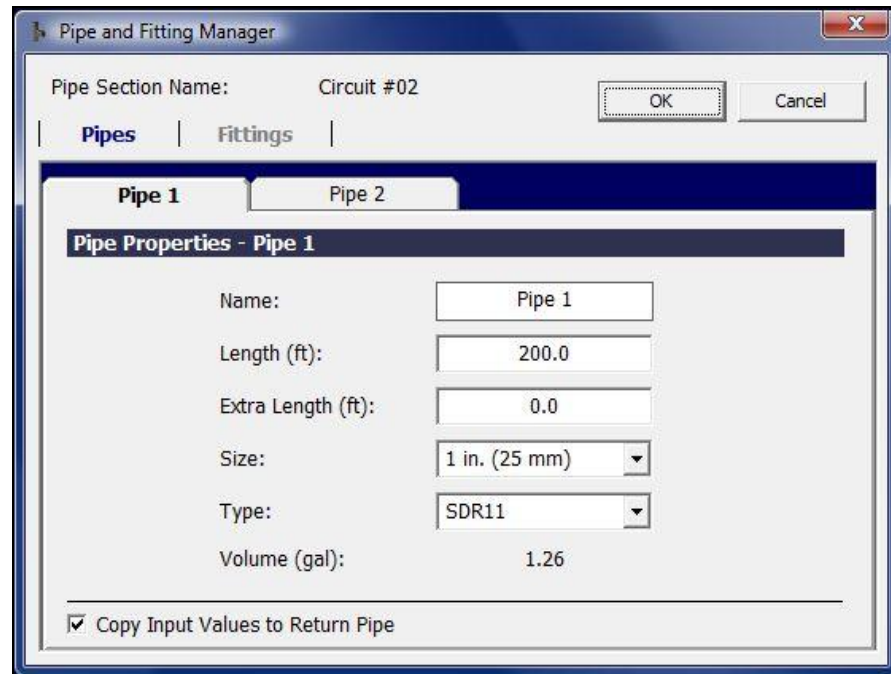 Pipe and Fitting Manager
Pipe Section Name: Circuit #02
OK Cancel
Pipes Fittings
Pipe 1 Pipe 2
Pipe Properties - Pipe 1
Name: Pipe 1
Length (ft): 200.0
Extra Length (ft): 0.0
Size: 1 in. (25 mm)
Type: SDR11
Volume (gal): 1.26
Copy Input Values to Return Pipe